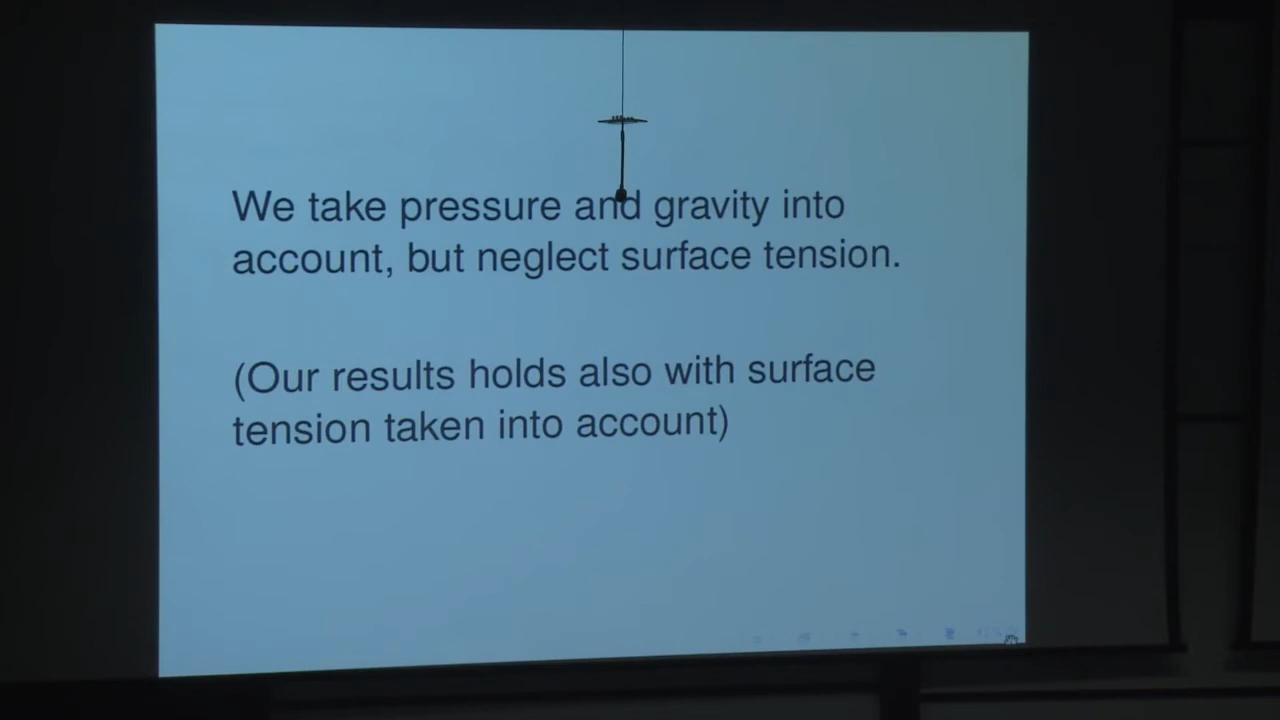 We take pressure and gravity into
account, but neglect surface tension.
(Our results holds also with surface
tension taken into account)